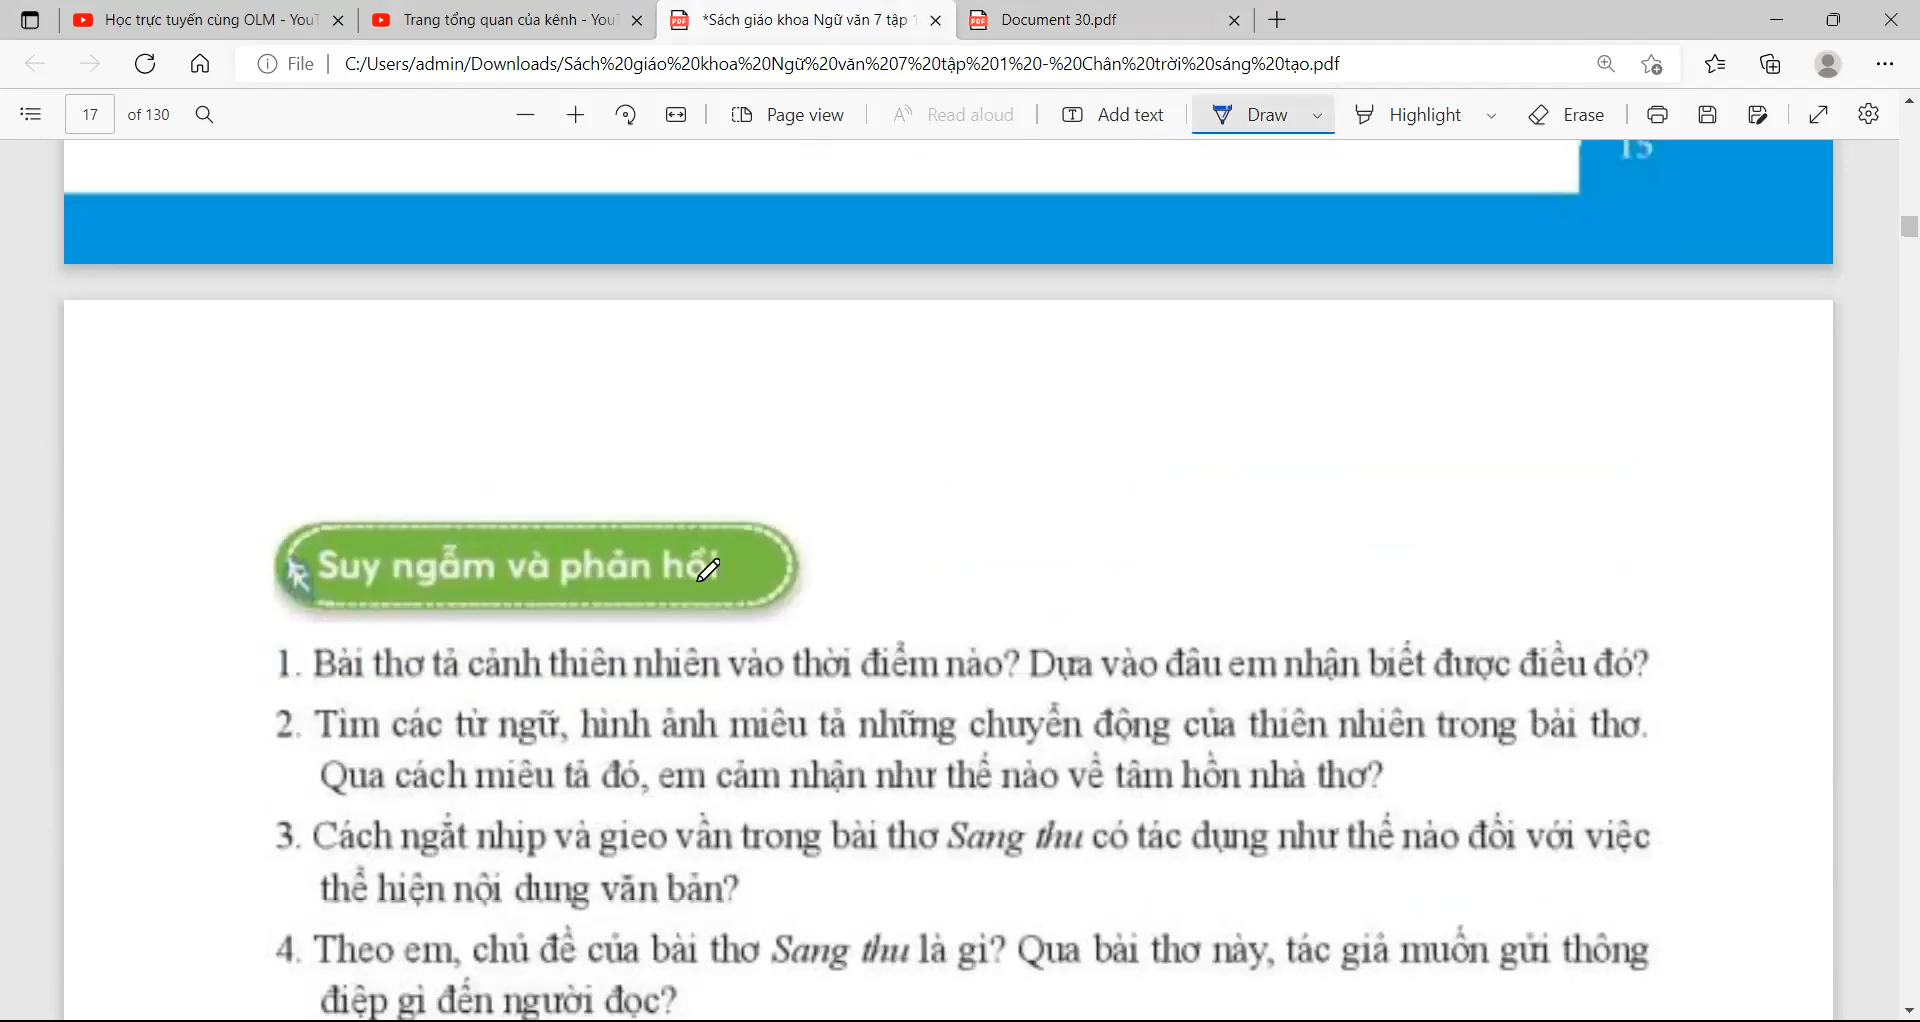 Học trực tuyến cùng OLM - YouT
Trang tổng quan của kênh - YouT
*Sách giáo khoa Ngữ văn 7 tập 1
Document 30.pdf
File
C:/Users/admin/Downloads/Sách%20giáo%20khoa%20Ngữ%20văn%207%20tập%201%20-%20Chân%20trời%20sáng%20tạo.pdf
17 of 130
Page view
Read aloud
Add text
Draw
Highlight
Erase
15
Suy ngẫm và phản hồi
1. Bài thơ tả cảnh thiên nhiên vào thời điểm nào? Dựa vào đâu em nhận biết được điều đó?
2. Tìm các từ ngữ, hình ảnh miêu tả những chuyển động của thiên nhiên trong bài thơ.
Qua cách miêu tả đó, em cảm nhận như thế nào về tâm hồn nhà thơ?
3. Cách ngắt nhịp và gieo vần trong bài thơ Sang thu có tác dụng như thế nào đối với việc
thể hiện nội dung văn bản?
4. Theo em, chủ đề của bài thơ Sang thu là gì? Qua bài thơ này, tác giả muốn gửi thông
điệp gì đến người đọc?